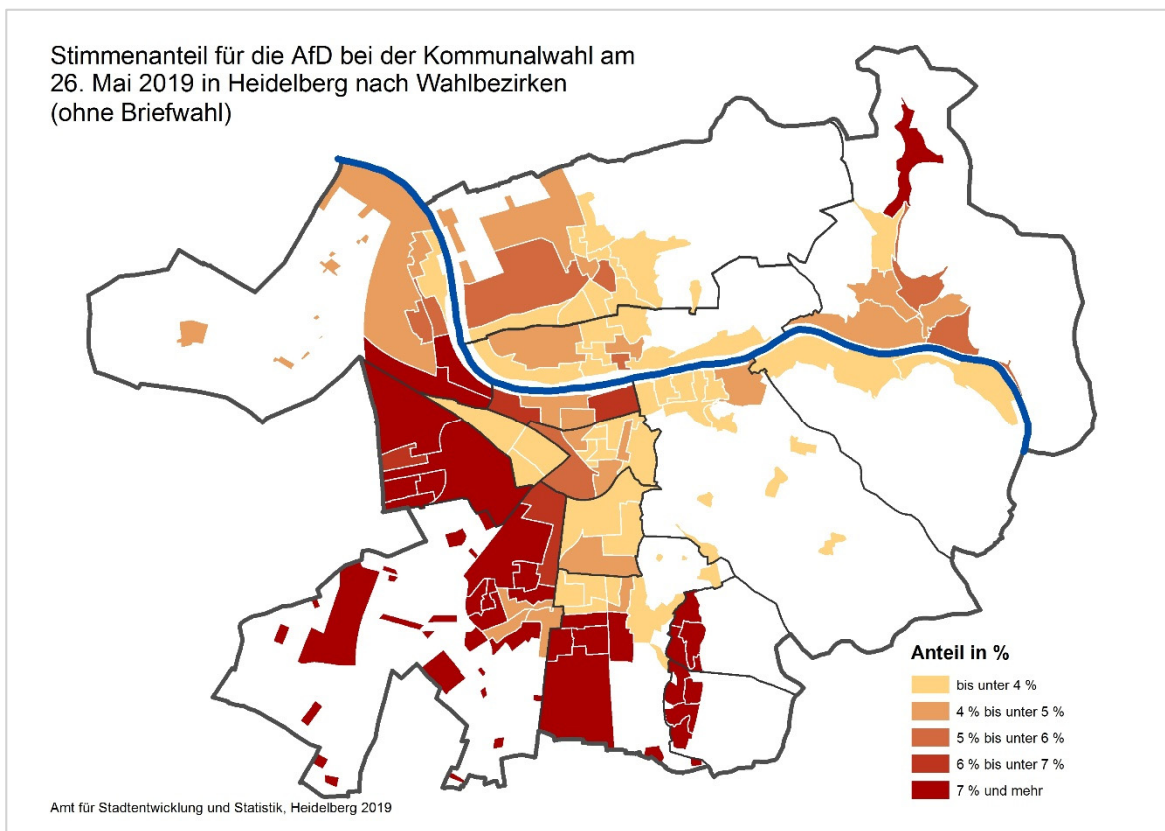 Stimmenanteil für die AfD bei der Kommunalwahl am
26. Mai 2019 in Heidelberg nach Wahlbezirken
(ohne Briefwahl)
Anteil in %
bis unter 4 %
4 % bis unter 5 %
5 % bis unter 6 %
6 % bis unter 7 %
7 % und mehr
Amt für Stadtentwicklung und Statistik, Heidelberg 2019